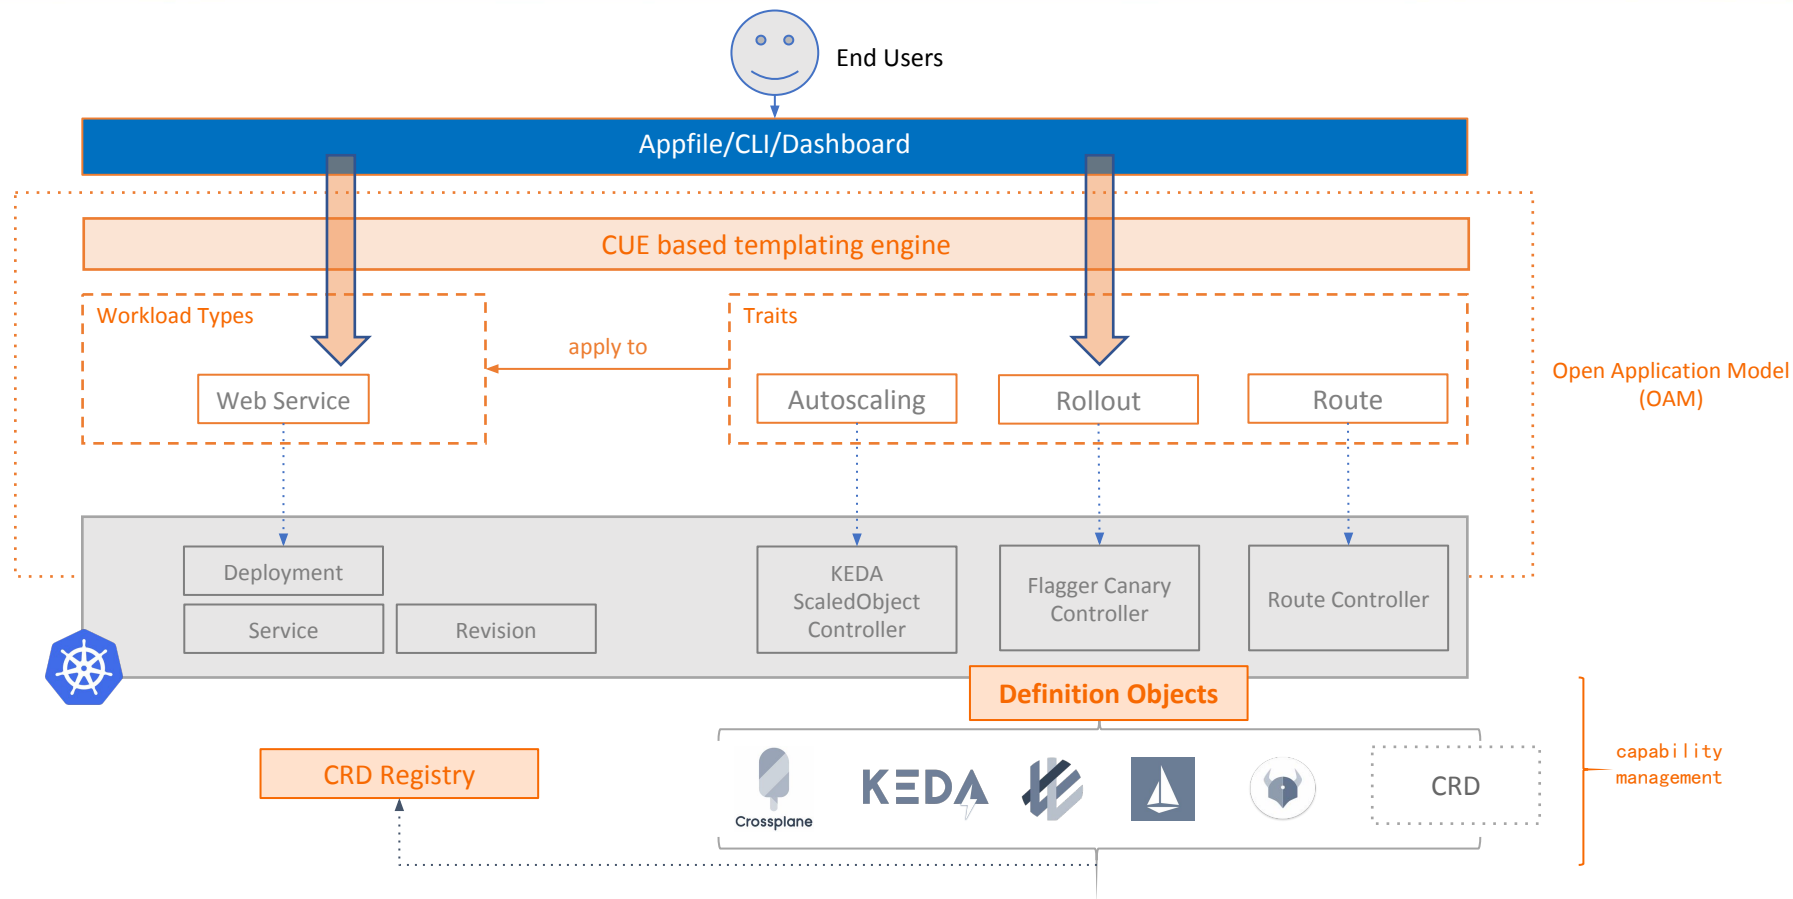 End Users
Appfile/CLI/Dashboard
CUE based templating engine
Workload Types
Traits
apply to
Web Service
Autoscaling
Rollout
Route
Open Application Model
(OAM)
Deployment
Service
Revision
KEDA
ScaledObject
Controller
Flagger Canary
Controller
Route Controller
Definition Objects
CRD Registry
Crossplane
KEDA
CRD
capability
management